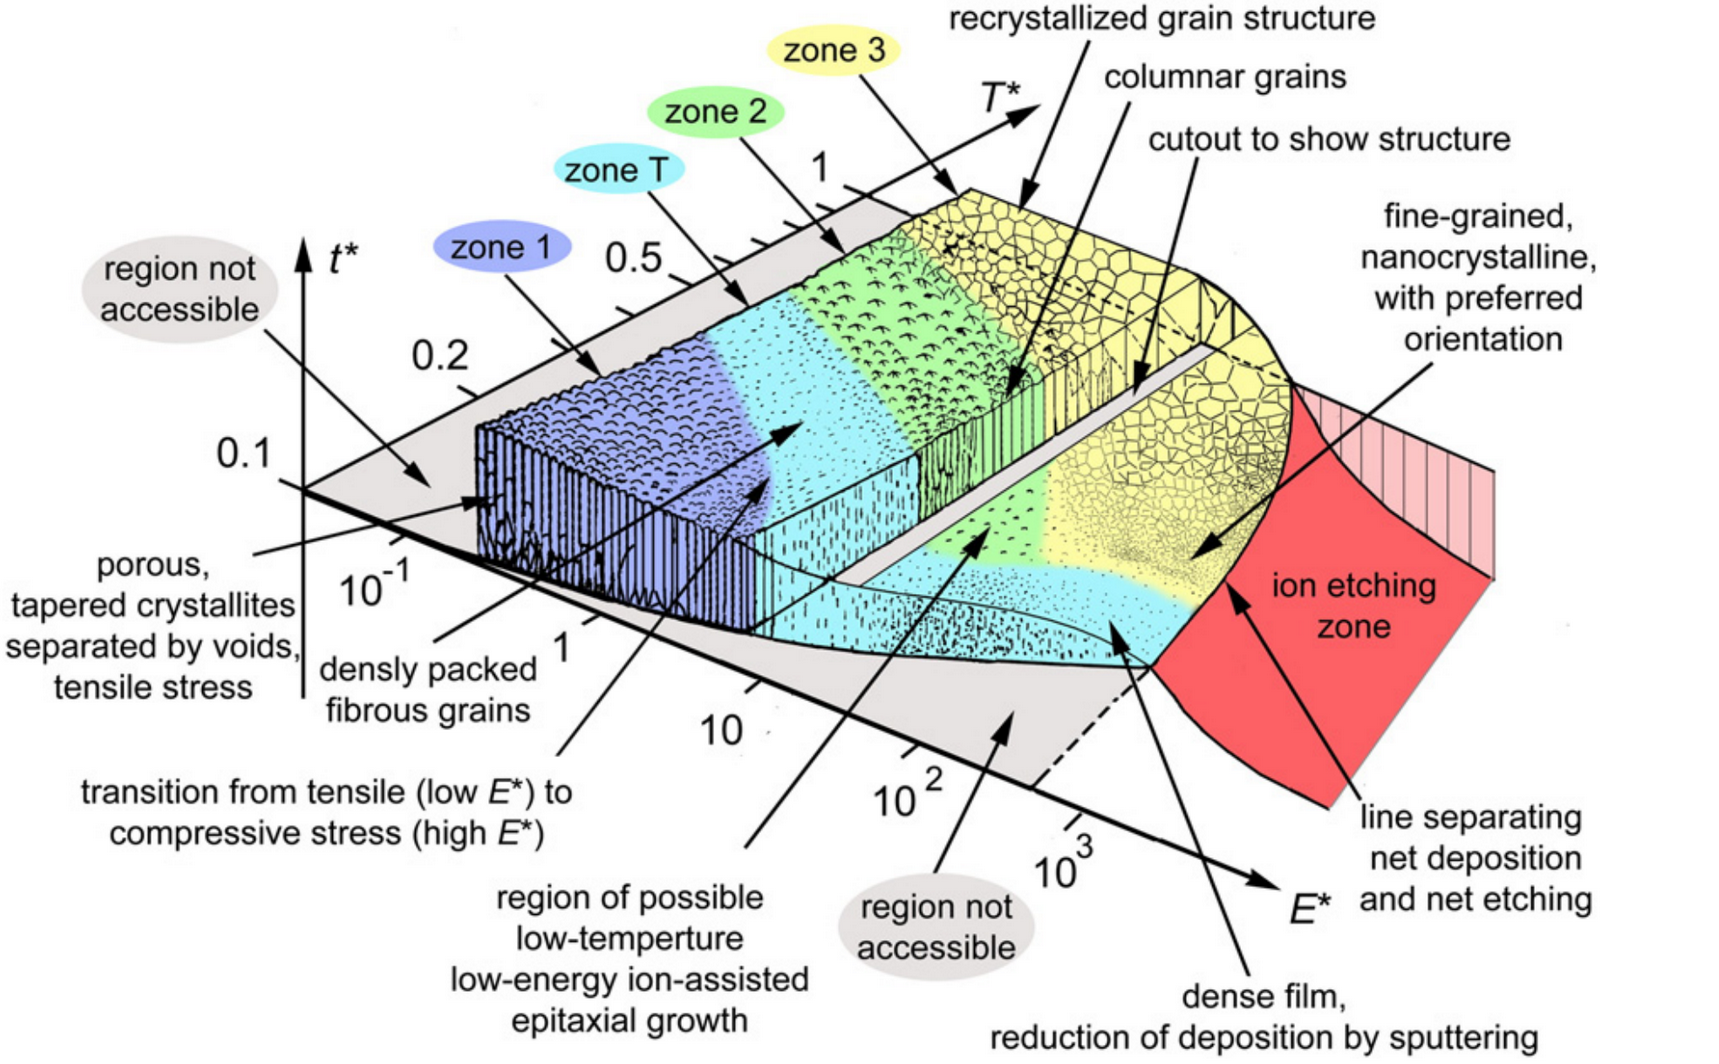 recrystallized grain structure
zone 3
columnar grains
T*
zone 2
cutout to show structure
zone T
1
fine-grained,
nanocrystalline,
with preferred
orientation
zone 1
0.5
region not
accessible
t*
0.2
0.1
porous,
tapered crystallites
separated by voids,
tensile stress
10-1
ion etching
zone
1
densly packed
fibrous grains
10
transition from tensile (low E*) to
compressive stress (high E*)
10 2
10 3
line separating
net deposition
and net etching
E*
region of possible
low-temperture
low-energy ion-assisted
epitaxial growth
region not
accessible
dense film,
reduction of deposition by sputtering